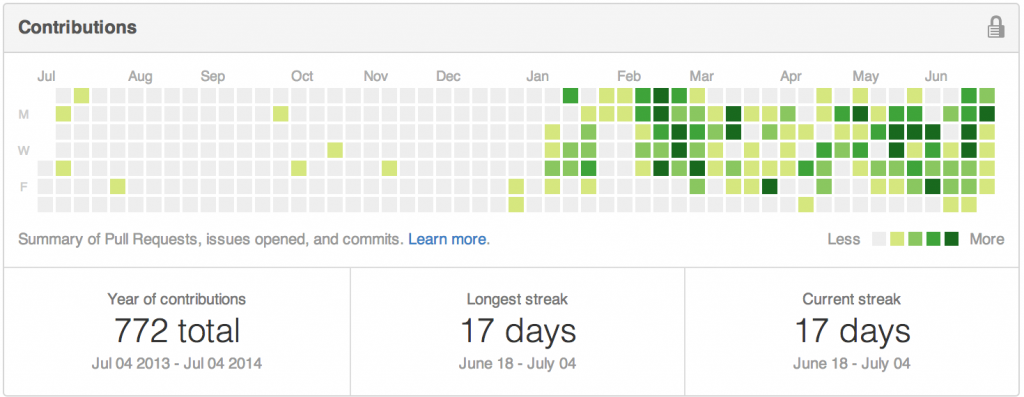 Contributions
Jul Aug Sep Oct Nov Dec Jan Feb Mar Apr May Jun
M
W
F
Summary of Pull Requests, issues opened, and commits. Learn more. Less More
Year of contributions Longest streak Current streak
772 total 17 days 17 days
Jul 04 2013 - Jul 04 2014 June 18 - July 04 June 18 - July 04